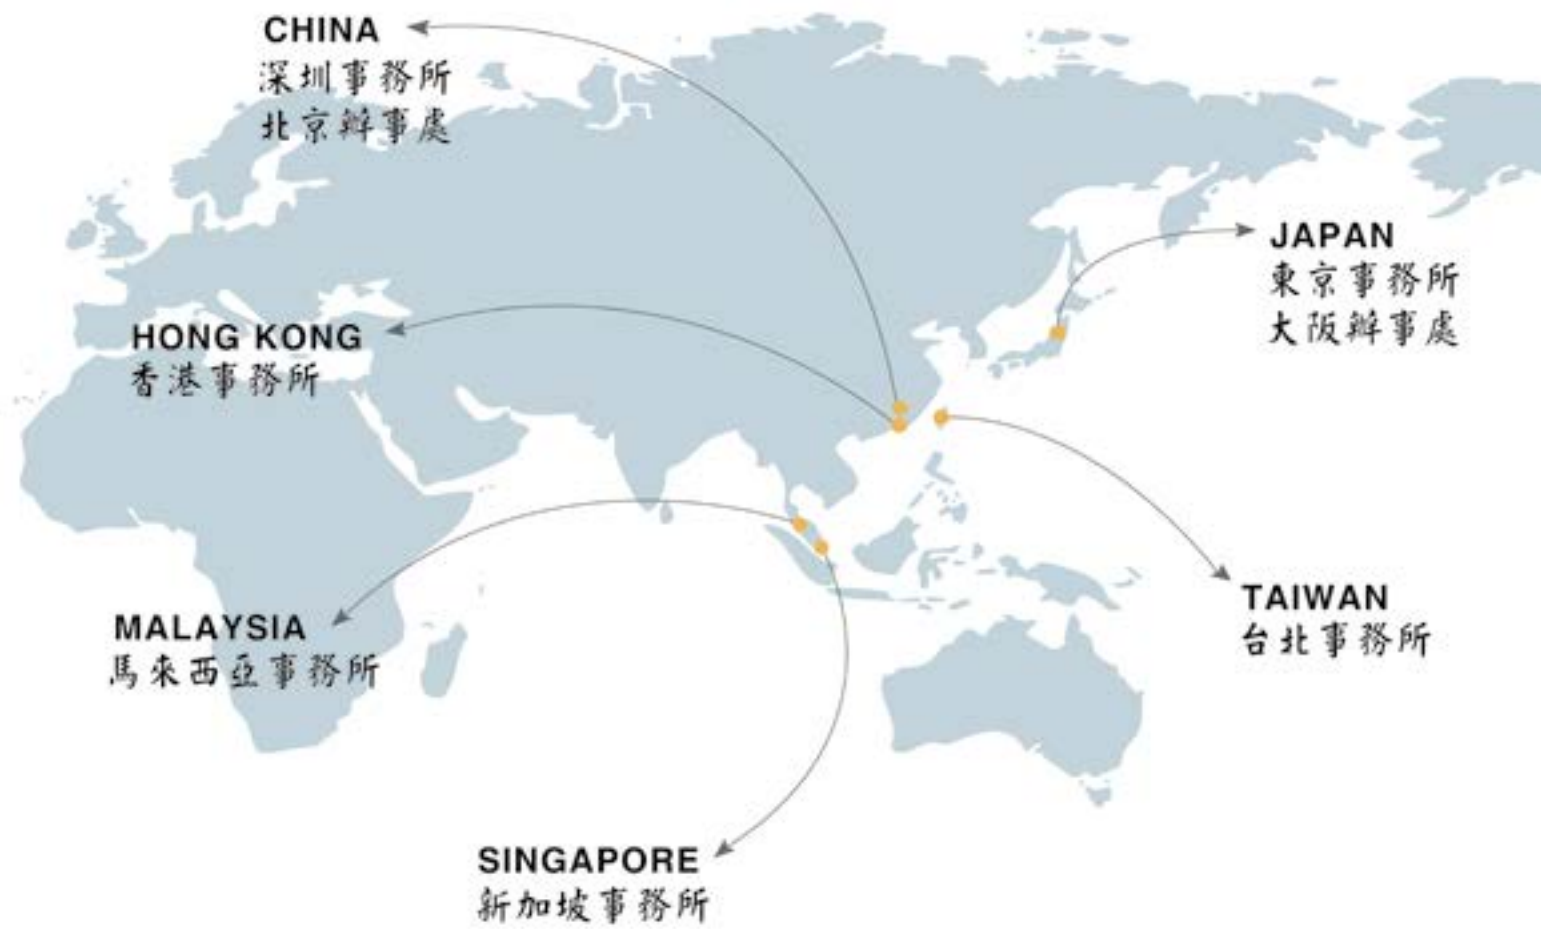 CHINA
深圳事務所
北京辦事處
JAPAN
東京事務所
大阪辦事處
HONG KONG
香港事務所
TAIWAN
台北事務所
MALAYSIA
馬來西亞事務所
SINGAPORE
新加坡事務所